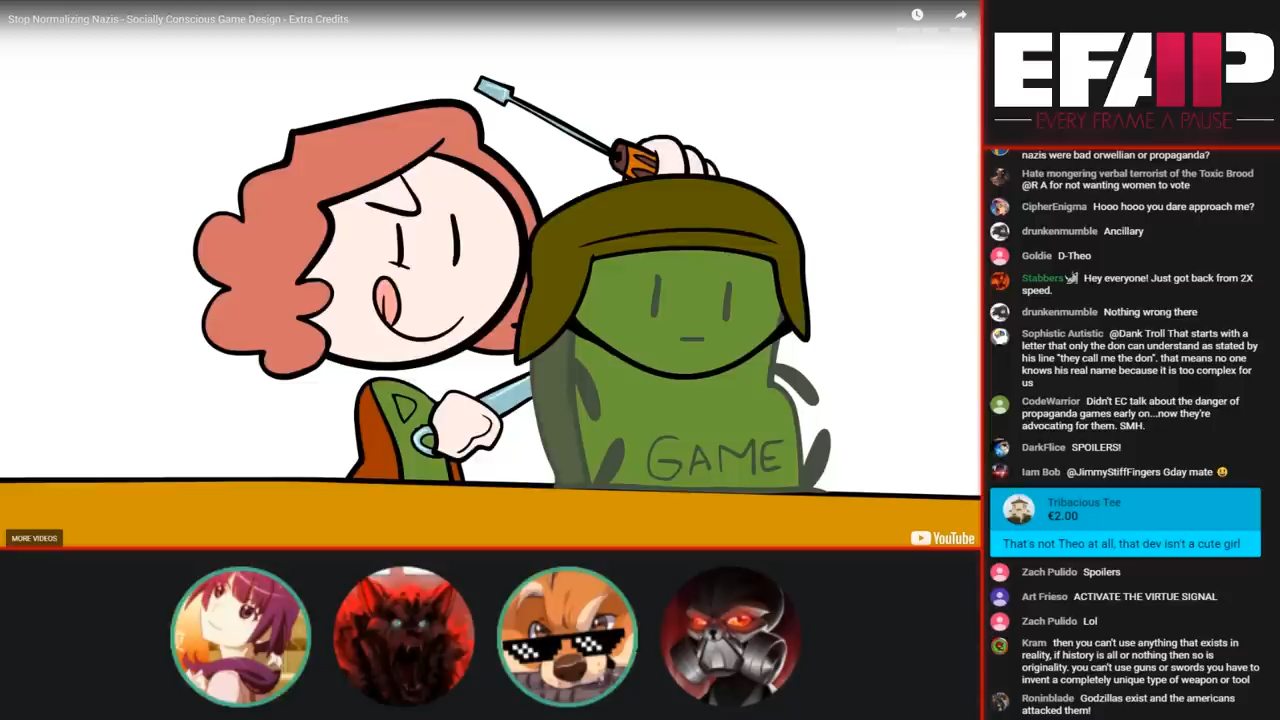 Stop Normalizing Nazis - Socially Conscious Game Design - Extra Credits
GAME
MORE VIDEOS
YouTube
EFAP
EVERY FRAME A PAUSE
nazis were bad orwellian or propaganda?
Hate mongering verbal terrorist of the Toxic Brood
@R A for not wanting women to vote
CipherEnigma Hooo hooo you dare approach me?
drunkenmumble Ancillary
Goldie D-Theo
Stabbers Hey everyone! Just got back from 2X
speed.
drunkenmumble Nothing wrong there
Sophistic Autistic @Dank Troll That starts with a
letter that only the don can understand as stated by
his line "they call me the don". that means no one
knows his real name because it is too complex for
us
CodeWarrior Didn't EC talk about the danger of
propaganda games early on...now they're
advocating for them. SMH.
DarkFlice SPOILERS!
Iam Bob @JimmyStiffFingers Gday mate
Tribacious Tee
€2.00
That's not Theo at all, that dev isn't a cute girl
Zach Pulido Spoilers
Art Frieso ACTIVATE THE VIRTUE SIGNAL
Zach Pulido Lol
Kram then you can't use anything that exists in
reality, if history is all or nothing then so is
originality. you can't use guns or swords you have to
invent a completely unique type of weapon or tool
Roninblade Godzillas exist and the americans
attacked them!